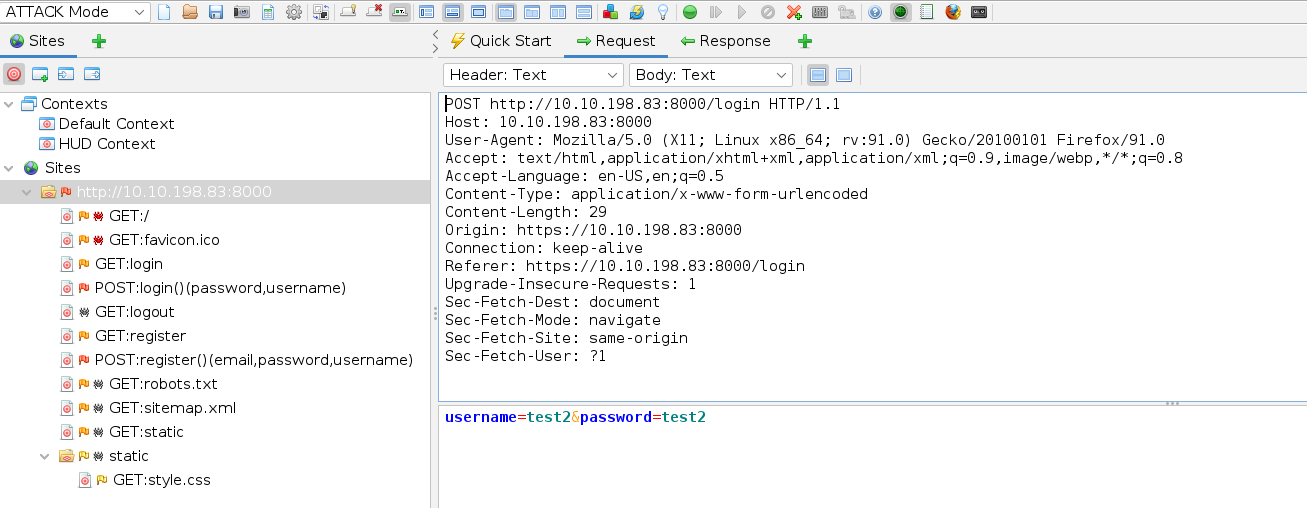 ATTACK Mode
Sites
Quick Start
Request
Response
Header: Text
Body: Text
Contexts
Default Context
HUD Context
Sites
http://10.10.198.83:8000
GET:/
GET:favicon.ico
GET:login
POST:login()(password,username)
GET:logout
GET:register
POST:register()(email,password,username)
GET:robots.txt
GET:sitemap.xml
GET:static
static
GET:style.css
POST http://10.10.198.83:8000/login HTTP/1.1
Host: 10.10.198.83:8000
User-Agent: Mozilla/5.0 (X11; Linux x86_64; rv:91.0) Gecko/20100101 Firefox/91.0
Accept: text/html,application/xhtml+xml,application/xml;q=0.9,image/webp,*/*;q=0.8
Accept-Language: en-US,en;q=0.5
Content-Type: application/x-www-form-urlencoded
Content-Length: 29
Origin: https://10.10.198.83:8000
Connection: keep-alive
Referer: https://10.10.198.83:8000/login
Upgrade-Insecure-Requests: 1
Sec-Fetch-Dest: document
Sec-Fetch-Mode: navigate
Sec-Fetch-Site: same-origin
Sec-Fetch-User: ?1
username=test2&password=test2